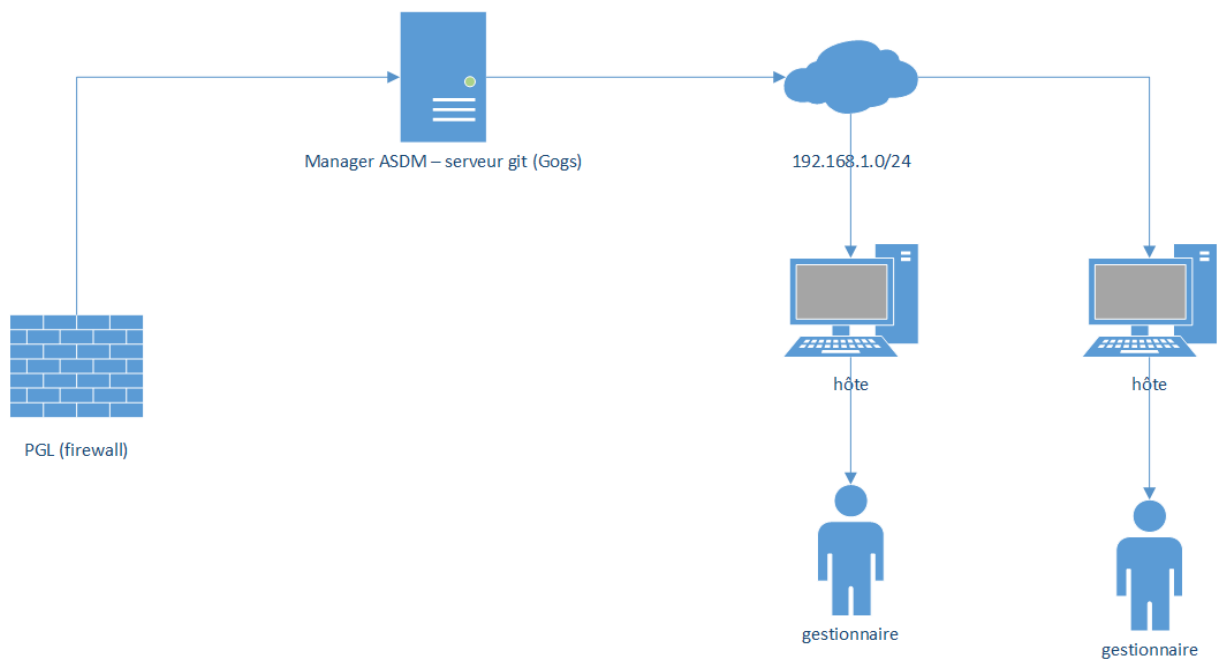 Manager ASDM – serveur git (Gogs)
192.168.1.0/24
hôte
hôte
PGL (firewall)
gestionnaire
gestionnaire